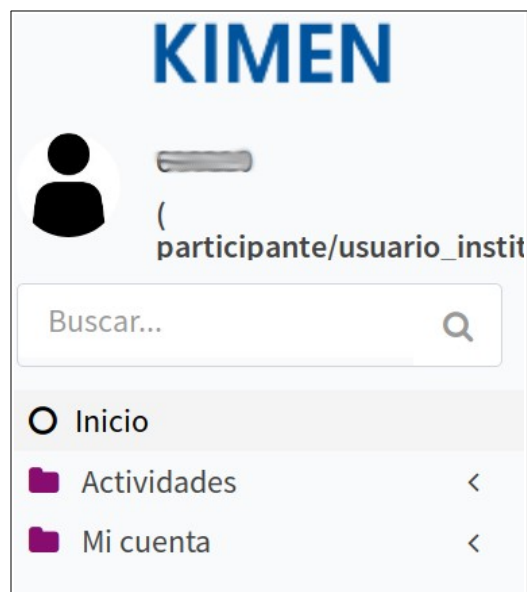 KIMEN
(
participante/usuario_instit
Buscar...
Inicio
Actividades
Mi cuenta